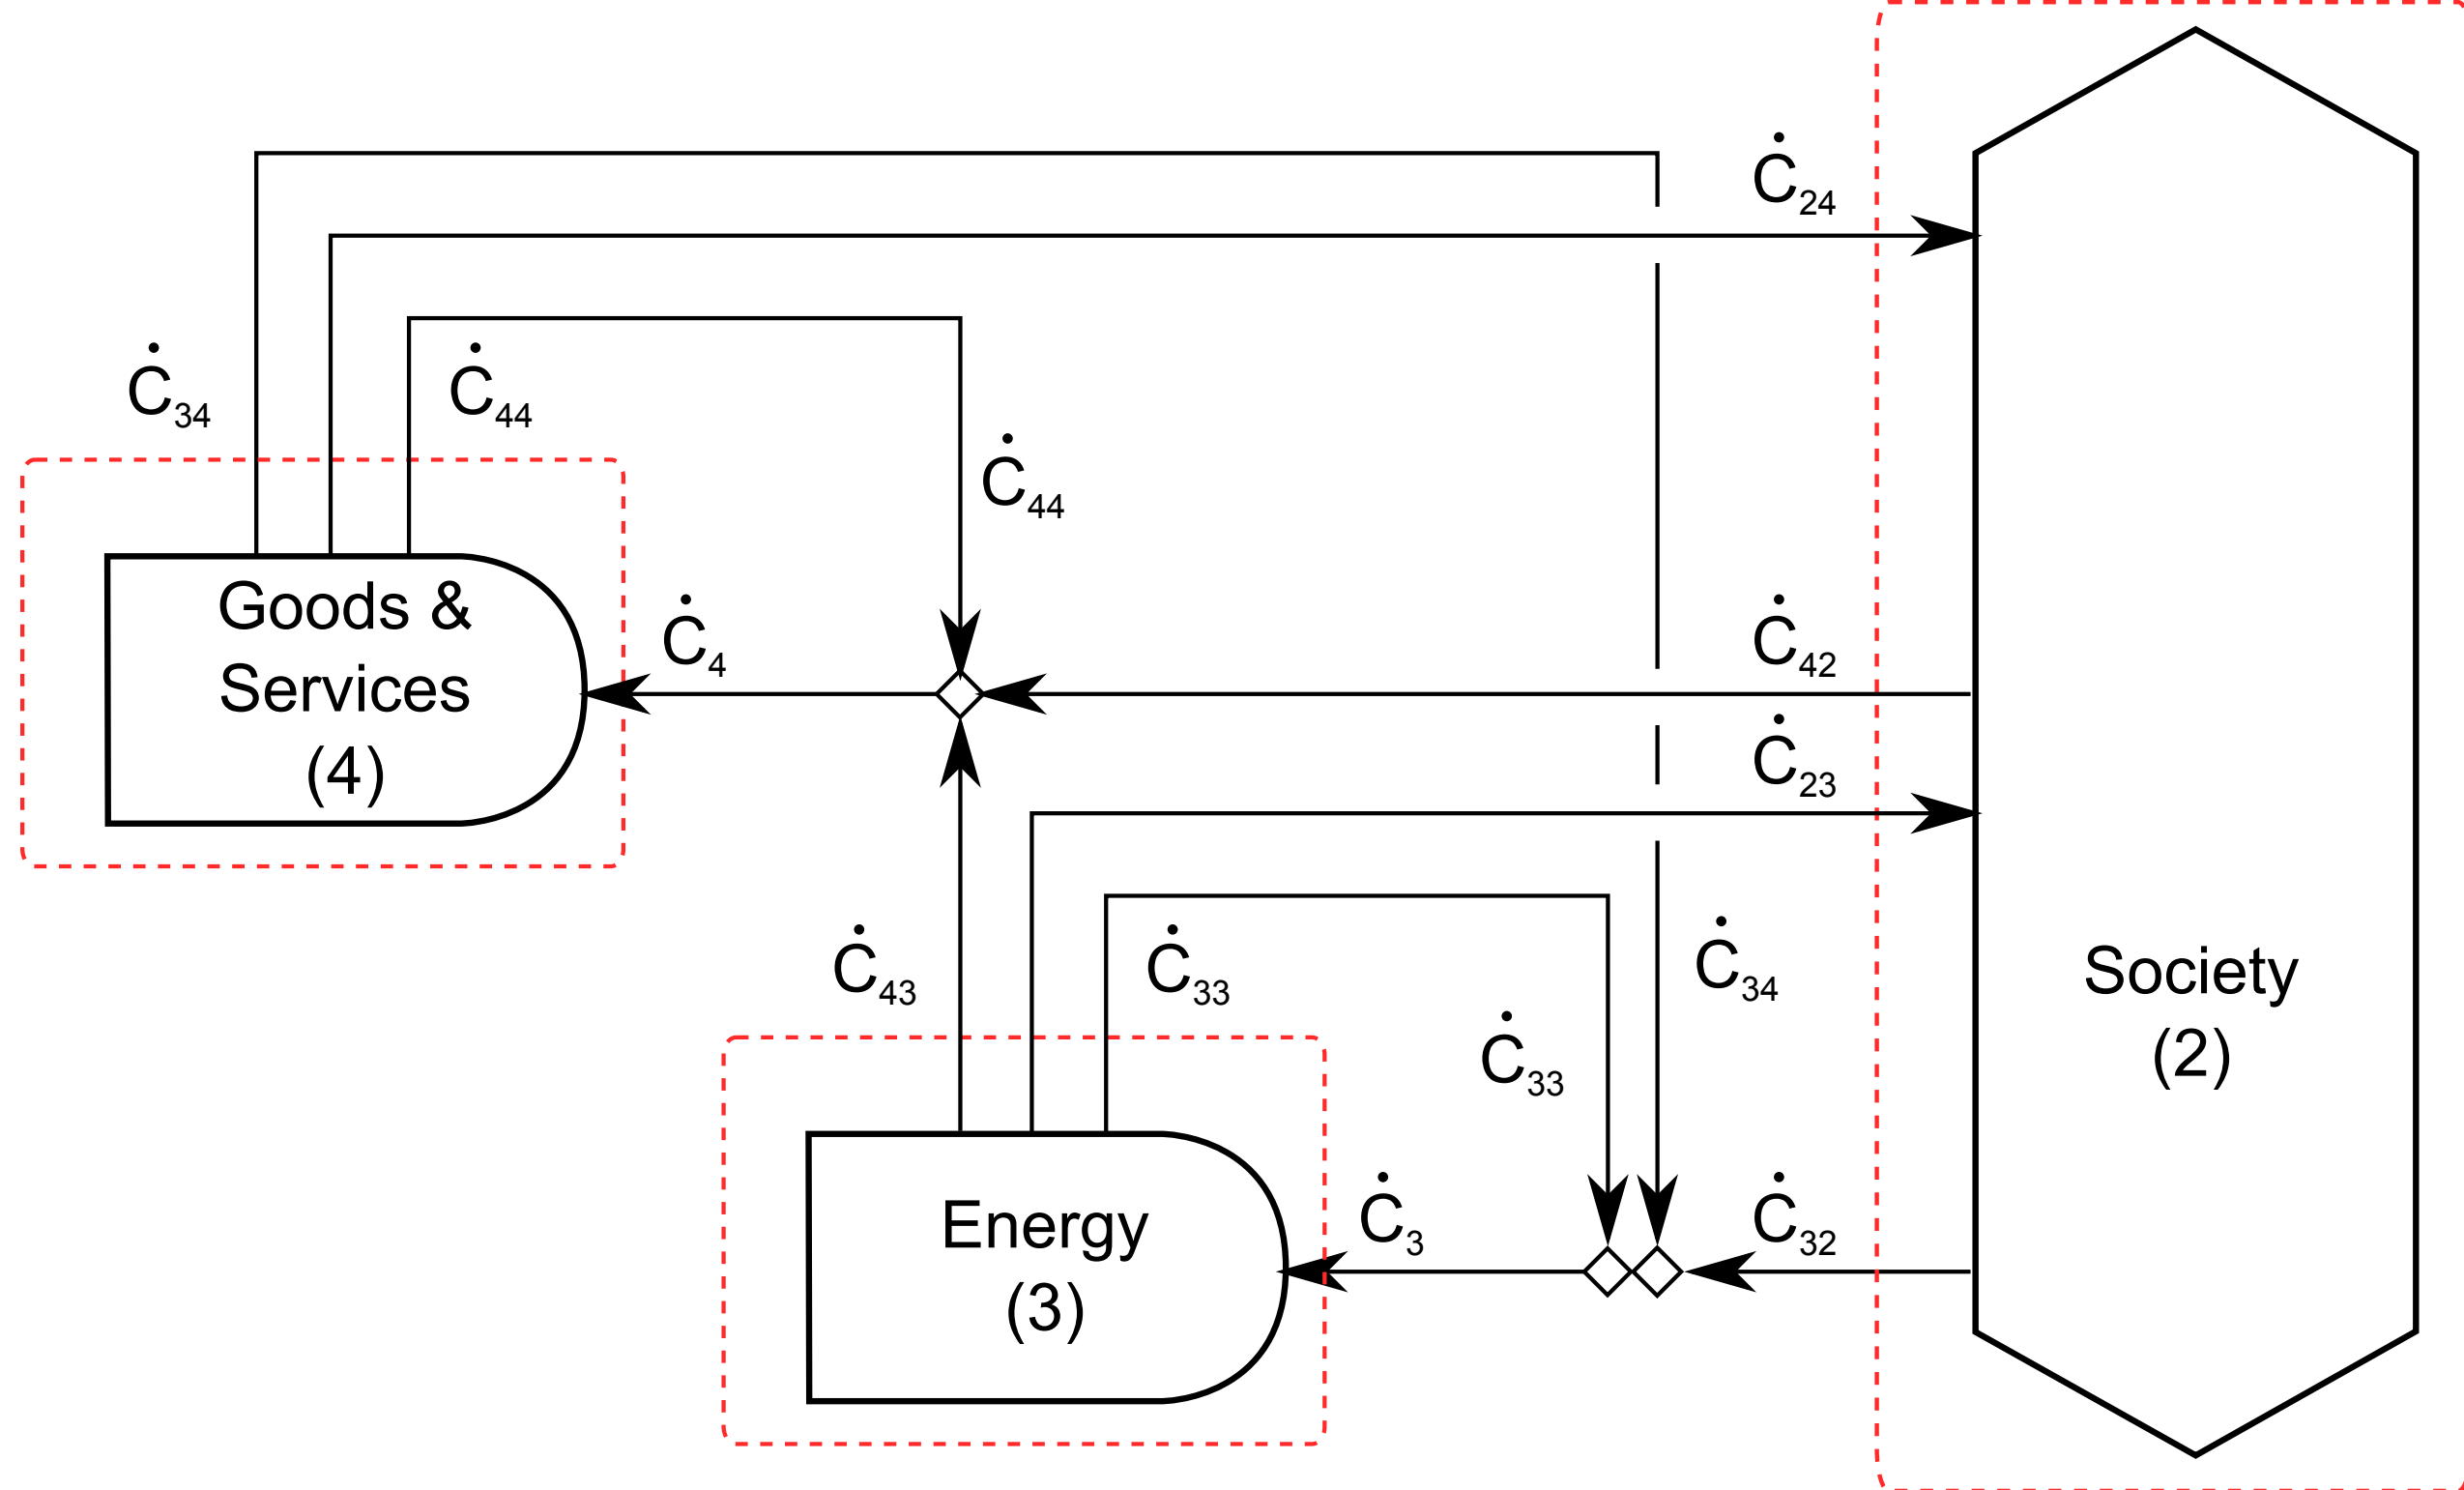 Ċ24
Ċ34
Ċ44
Ċ44
Goods &
Services
(4)
Ċ4
Ċ42
Ċ23
Ċ43
Ċ33
Ċ34
Society
(2)
Ċ33
Energy
(3)
Ċ3
Ċ32